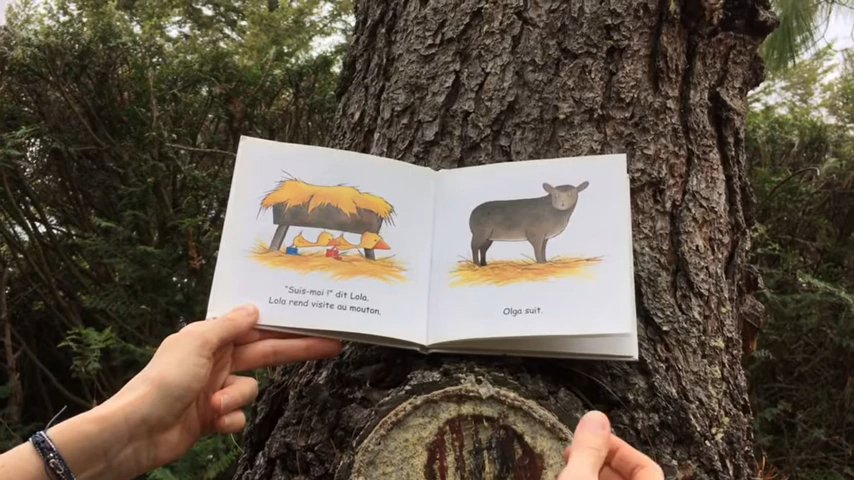 "Suis-moi !" dit Lola.
Lola rend visite au mouton.
Olga suit.